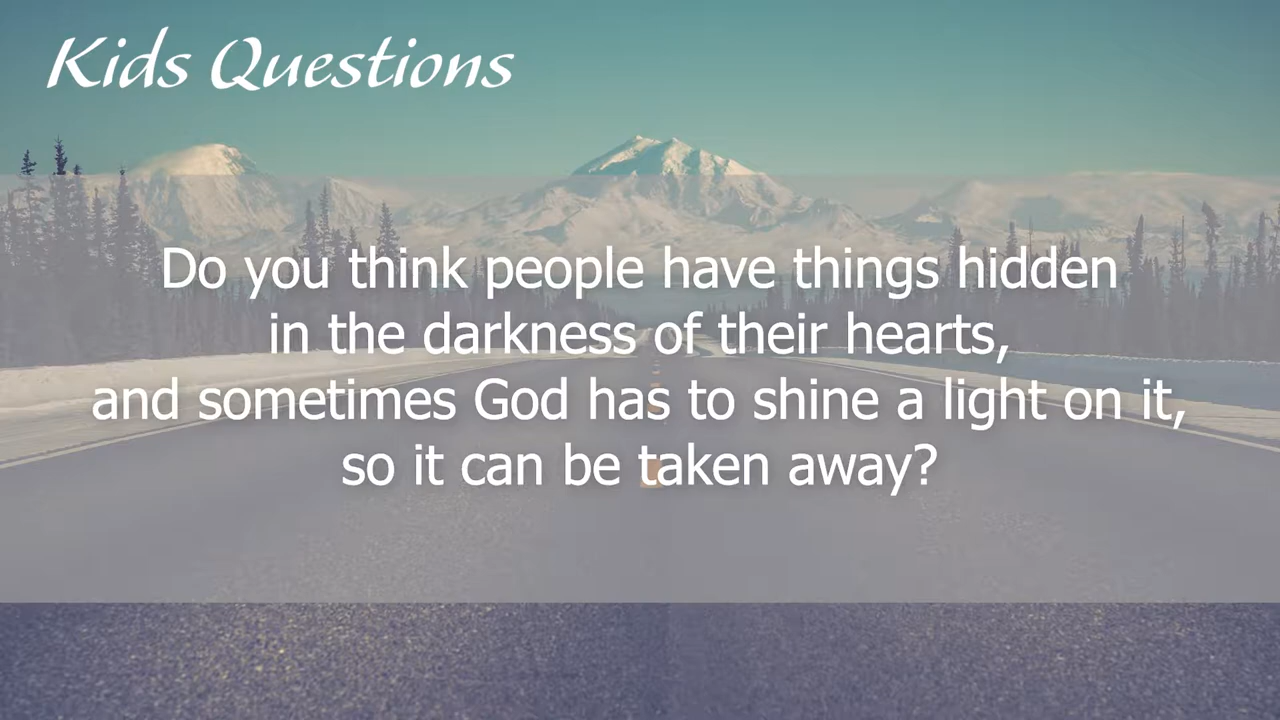 Kids Questions
Do you think people have things hidden
in the darkness of their hearts,
and sometimes God has to shine a light on it,
so it can be taken away?